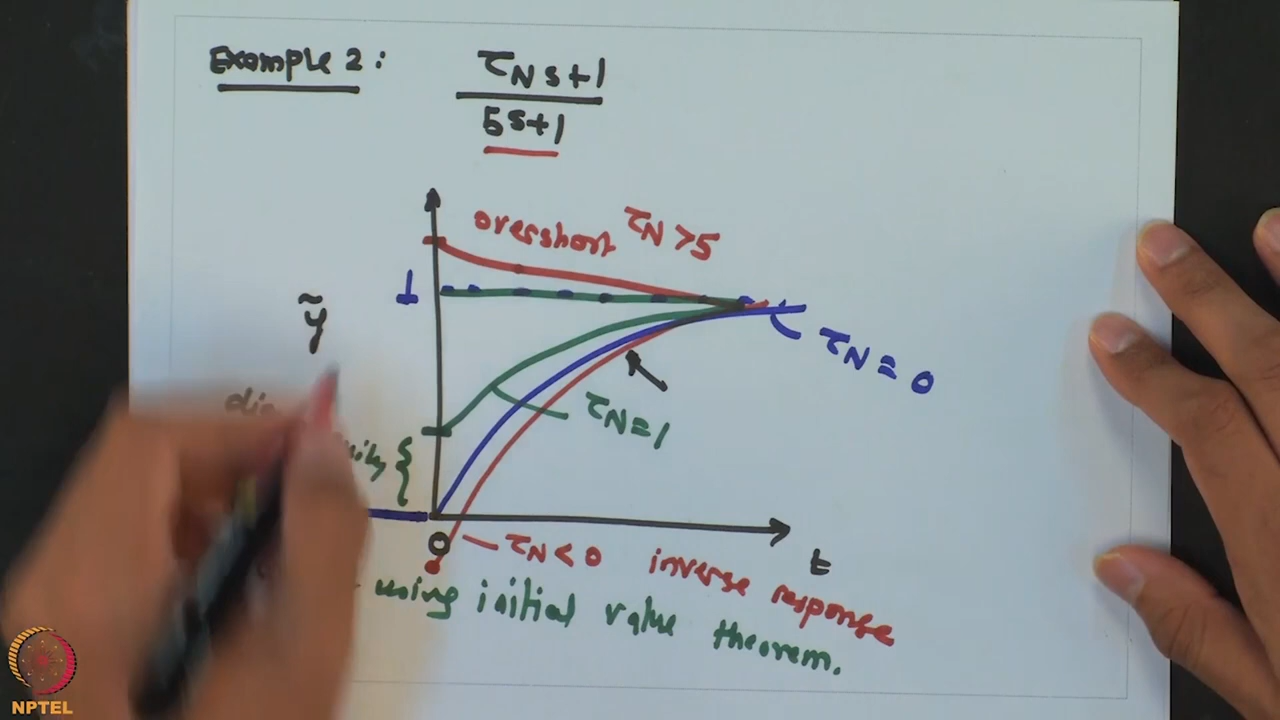 Example 2:
τN s+1
5s+1
overshoot τN>5
1
ỹ
τN=0
τN=1
0
t
τN<0 inverse response
using initial value theorem.
NPTEL